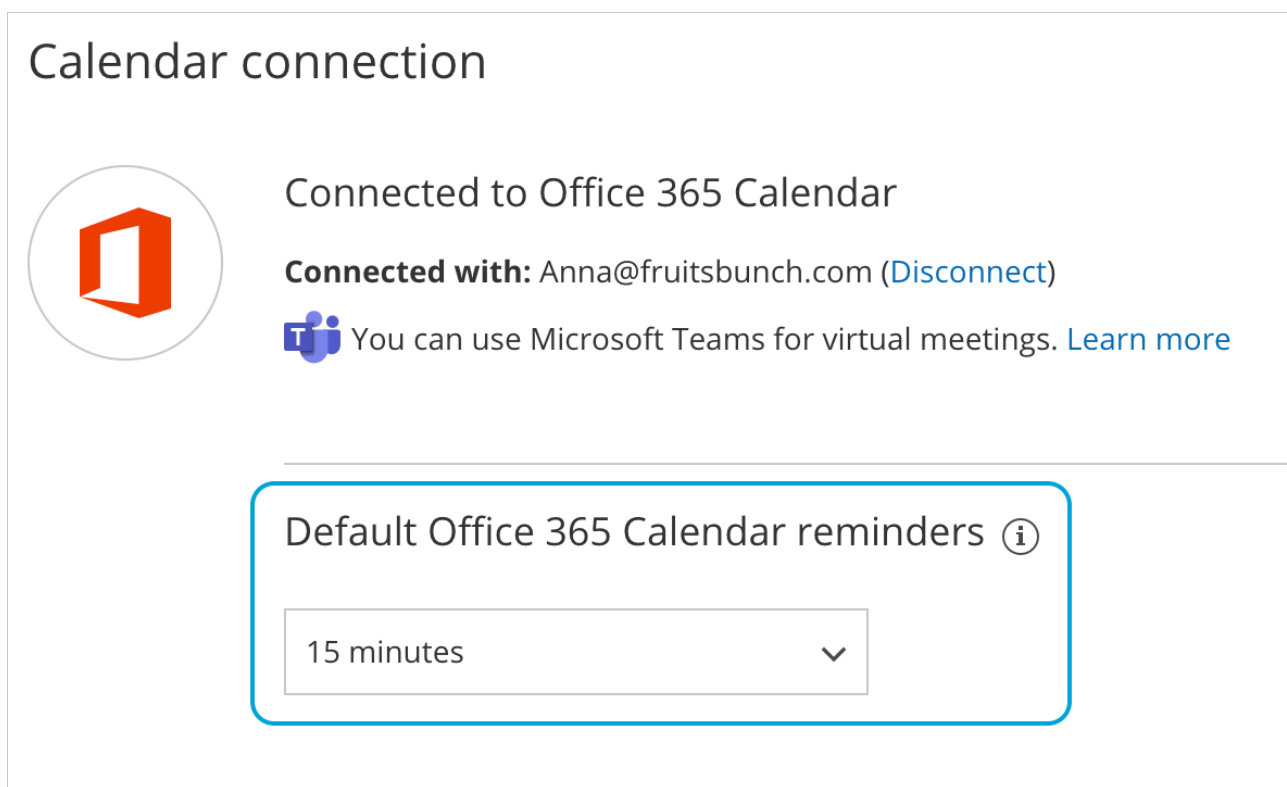 Calendar connection
Connected to Office 365 Calendar
Connected with: Anna@fruitsbunch.com (Disconnect)
T You can use Microsoft Teams for virtual meetings. Learn more
Default Office 365 Calendar reminders i
15 minutes